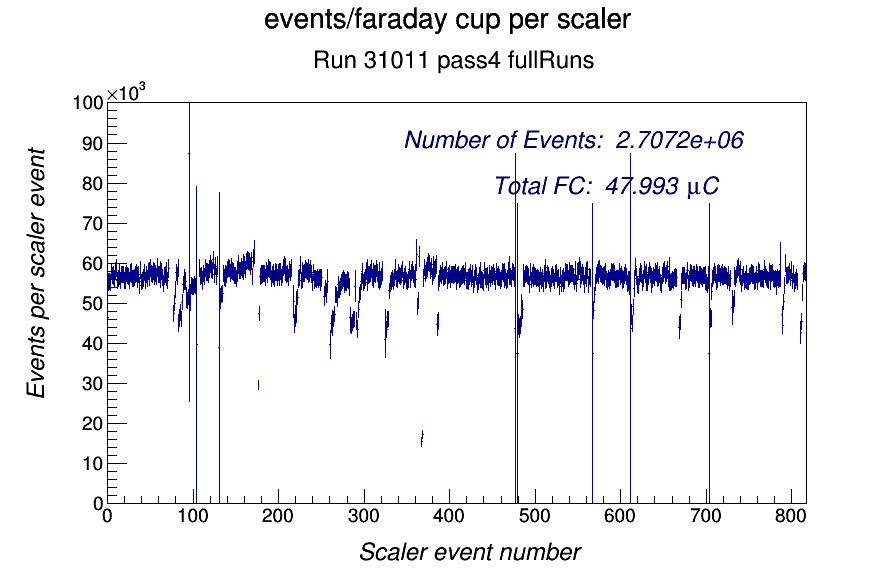 events/faraday cup per scaler
Run 31011 pass4 fullRuns
×10³
100
90
80
70
60
50
40
30
20
10
0
Events per scaler event
Number of Events: 2.7072e+06
Total FC: 47.993 μC
0 100 200 300 400 500 600 700 800
Scaler event number